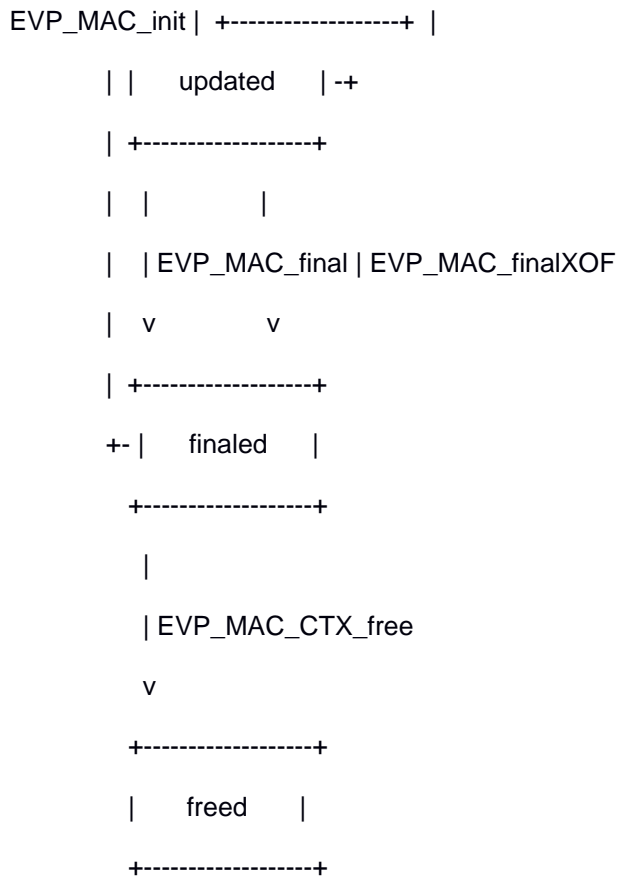 EVP_MAC_init | +-------------------+ |
| | updated | -+
| +-------------------+
| | |
| | EVP_MAC_final | EVP_MAC_finalXOF
| v v
| +-------------------+
+- | finaled |
+-------------------+
|
| EVP_MAC_CTX_free
v
+-------------------+
| freed |
+-------------------+